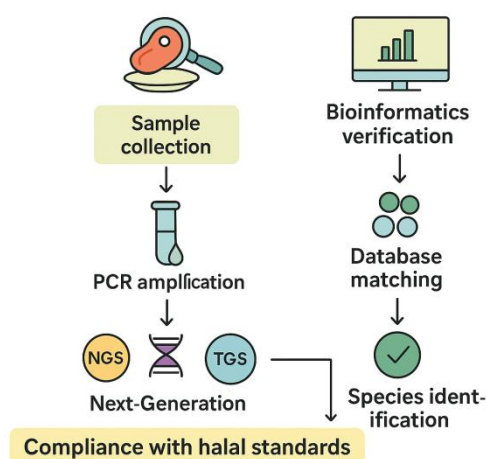 Sample
collection
PCR amplification
NGS
TGS
Next-Generation
Bioinformatics
verification
Database
matching
Species ident-
ification
Compliance with halal standards